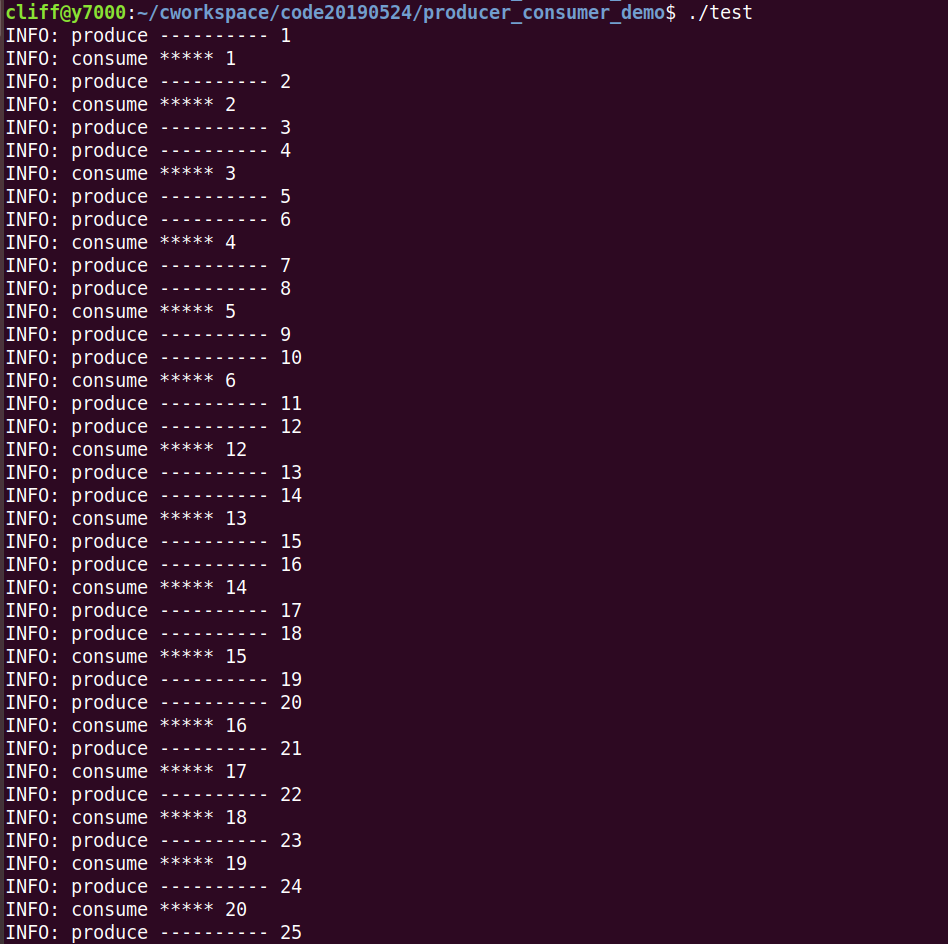 cliff@y7000:~/cworkspace/code20190524/producer_consumer_demo$ ./test
INFO: produce ---------- 1
INFO: consume ***** 1
INFO: produce ---------- 2
INFO: consume ***** 2
INFO: produce ---------- 3
INFO: produce ---------- 4
INFO: consume ***** 3
INFO: produce ---------- 5
INFO: produce ---------- 6
INFO: consume ***** 4
INFO: produce ---------- 7
INFO: produce ---------- 8
INFO: consume ***** 5
INFO: produce ---------- 9
INFO: produce ---------- 10
INFO: consume ***** 6
INFO: produce ---------- 11
INFO: produce ---------- 12
INFO: consume ***** 12
INFO: produce ---------- 13
INFO: produce ---------- 14
INFO: consume ***** 13
INFO: produce ---------- 15
INFO: produce ---------- 16
INFO: consume ***** 14
INFO: produce ---------- 17
INFO: produce ---------- 18
INFO: consume ***** 15
INFO: produce ---------- 19
INFO: produce ---------- 20
INFO: consume ***** 16
INFO: produce ---------- 21
INFO: consume ***** 17
INFO: produce ---------- 22
INFO: consume ***** 18
INFO: produce ---------- 23
INFO: consume ***** 19
INFO: produce ---------- 24
INFO: consume ***** 20
INFO: produce ---------- 25